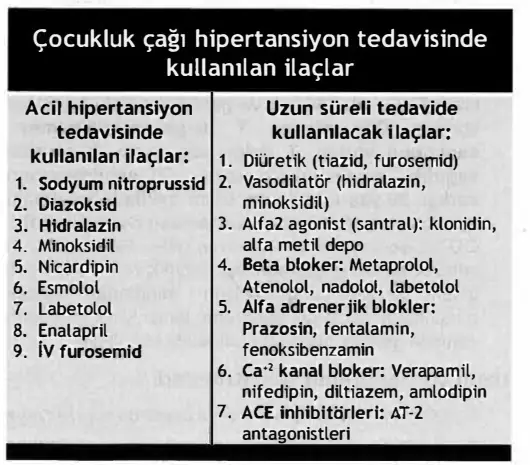 Çocukluk çağı hipertansiyon tedavisinde
kullanılan ilaçlar
Acil hipertansiyon
tedavisinde
kullanılan ilaçlar:
1. Sodyum nitroprussid
2. Diazoksid
3. Hidralazin
4. Minoksidil
5. Nicardipin
6. Esmolol
7. Labetolol
8. Enalapril
9. İV furosemid
Uzun süreli tedavide
kullanılacak ilaçlar:
1. Diüretik (tiazid, furosemid)
2. Vasodilatör (hidralazin,
minoksidil)
3. Alfa2 agonist (santral): klonidin,
alfa metil depo
4. Beta bloker: Metaprolol,
Atenolol, nadolol, labetolol
5. Alfa adrenerjik bloker:
Prazosin, fentalamin,
fenoksibenzamin
6. Ca⁺² kanal bloker: Verapamil,
nifedipin, diltiazem, amlodipin
7. ACE inhibitörleri: AT-2
antagonistleri